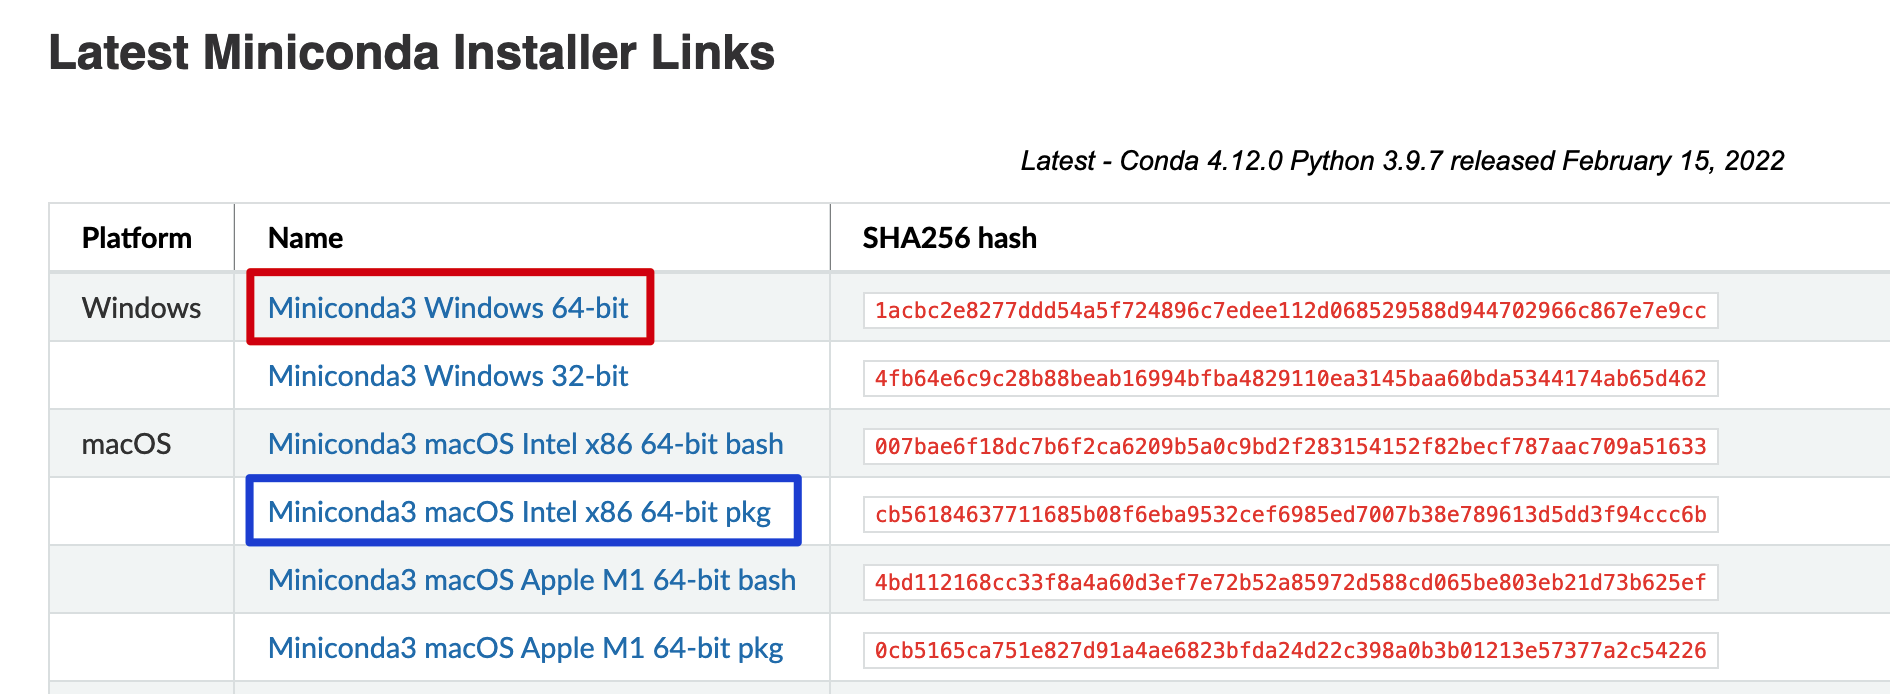 Latest Miniconda Installer Links
Latest - Conda 4.12.0 Python 3.9.7 released February 15, 2022
Platform Name SHA256 hash
Windows Miniconda3 Windows 64-bit 1acbc2e8277ddd54a5f724896c7edee112d068529588d944702966c867e7e9cc
Miniconda3 Windows 32-bit 4fb64e6c9c28b88beab16994bfba4829110ea3145baa60bda5344174ab65d462
macOS Miniconda3 macOS Intel x86 64-bit bash 007bae6f18dc7b6f2ca6209b5a0c9bd2f283154152f82becf787aac709a51633
Miniconda3 macOS Intel x86 64-bit pkg cb56184637711685b08f6eba9532cef6985ed7007b38e789613d5dd3f94ccc6b
Miniconda3 macOS Apple M1 64-bit bash 4bd112168cc33f8a4a60d3ef7e72b52a85972d588cd065be803eb21d73b625ef
Miniconda3 macOS Apple M1 64-bit pkg 0cb5165ca751e827d91a4ae6823bfda24d22c398a0b3b01213e57377a2c54226